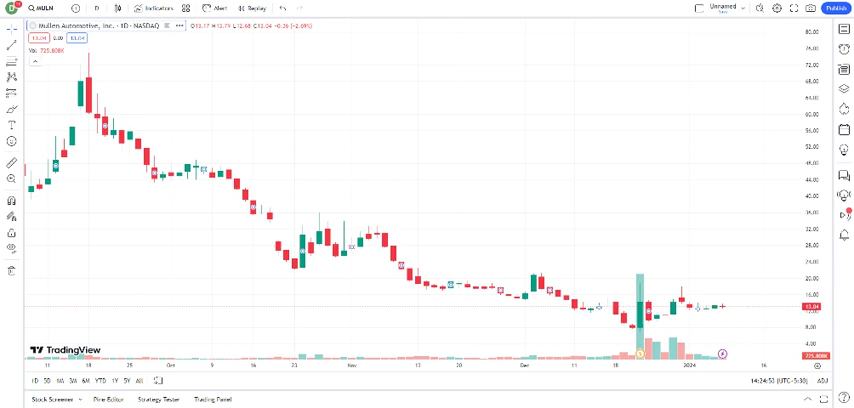 MULN D Indicators Alert Replay Unnamed Publish
Save
Mullen Automotive, Inc. · 1D · NASDAQ O13.17 H13.79 L12.68 C13.04 -0.36 (-2.69%)
13.04 0.00 13.04
Vol 725.808K
80.00
76.00
72.00
68.00
64.00
60.00
56.00
52.00
48.00
44.00
40.00
36.00
32.00
28.00
24.00
20.00
16.00
13.04
12.00
8.00
4.00
725.808K
TradingView
11 18 25 Oct 9 16 23 Nov 13 20 Dec 11 18 2024 16
1D 5D 1M 3M 6M YTD 1Y 5Y All 14:24:53 (UTC-5:30) ADJ
Stock Screener Pine Editor Strategy Tester Trading Panel